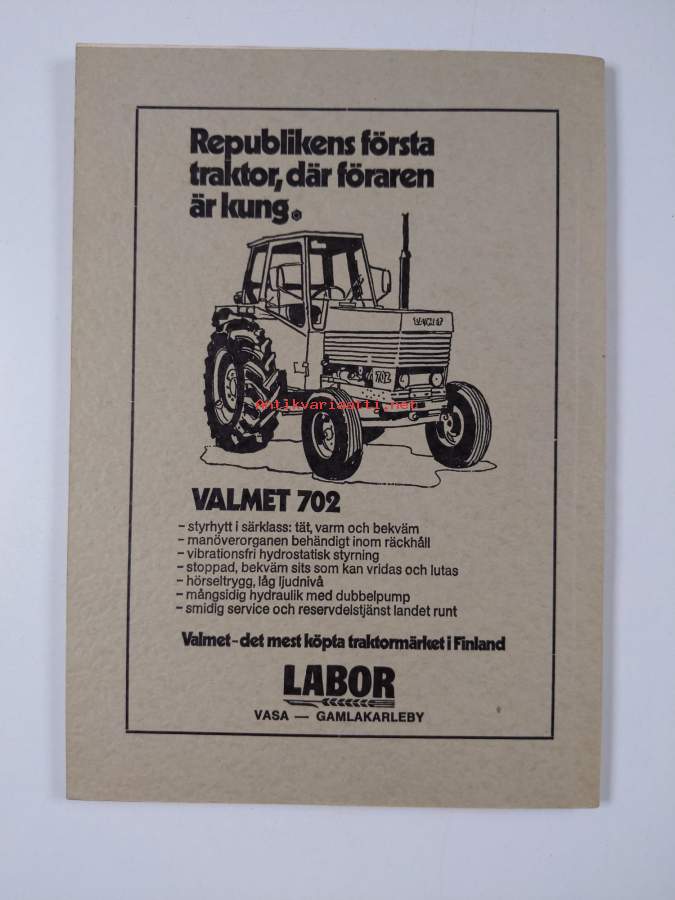 Republikens första
traktor, där föraren
är kung.
702
Antikvariaatti.net
VALMET 702
– styrhytt i särklass: tät, varm och bekväm
– manöverorganen behändigt inom räckhåll
– vibrationsfri hydrostatisk styrning
– stoppad, bekväm sits som kan vridas och lutas
– hörseltrygg, låg ljudnivå
– mångsidig hydraulik med dubbelpump
– smidig service och reservdelstjänst landet runt
Valmet – det mest köpta traktormärket i Finland
LABOR
VASA — GAMLAKARLEBY